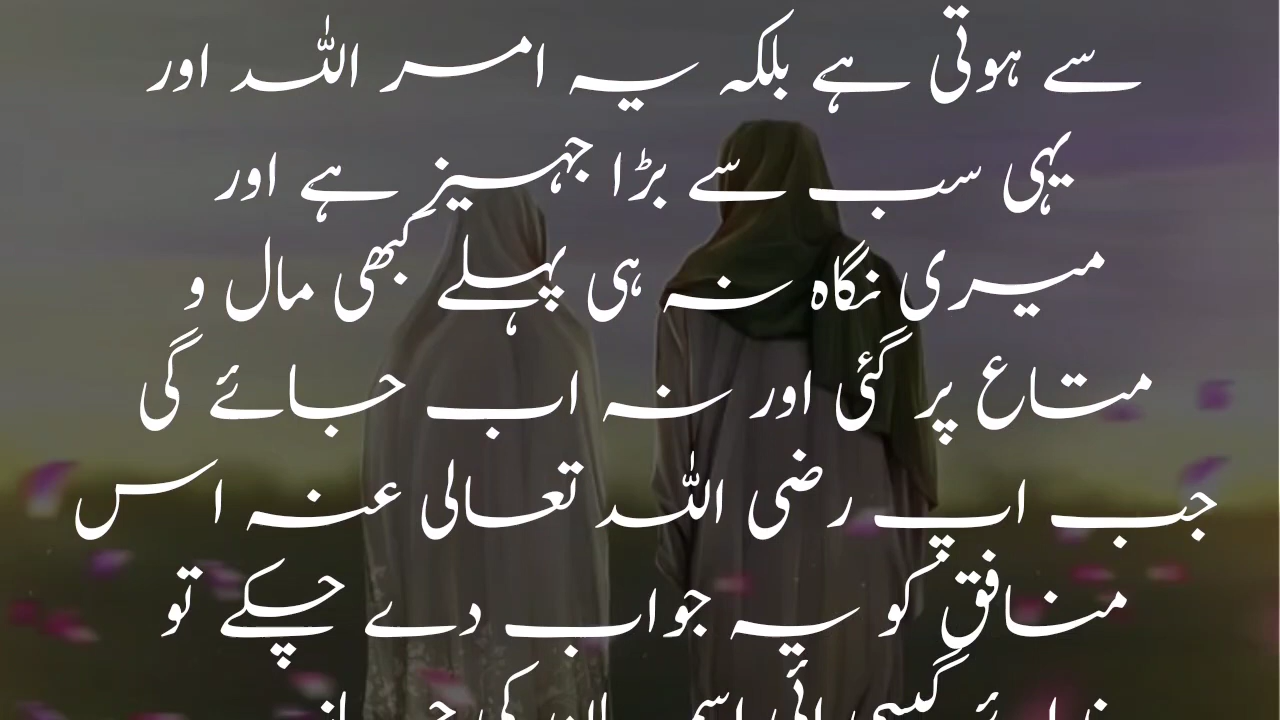 سے ہوتی ہے بلکہ یہ امر اللہ اور
یہی سب سے بڑا جہیز ہے اور
میری نگاہ نہ ہی پہلے کبھی مال و
متاع پر گئی اور نہ اب جائے گی
جب اپ رضی اللہ تعالی عنہ اس
منافق کو یہ جواب دے چکے تو